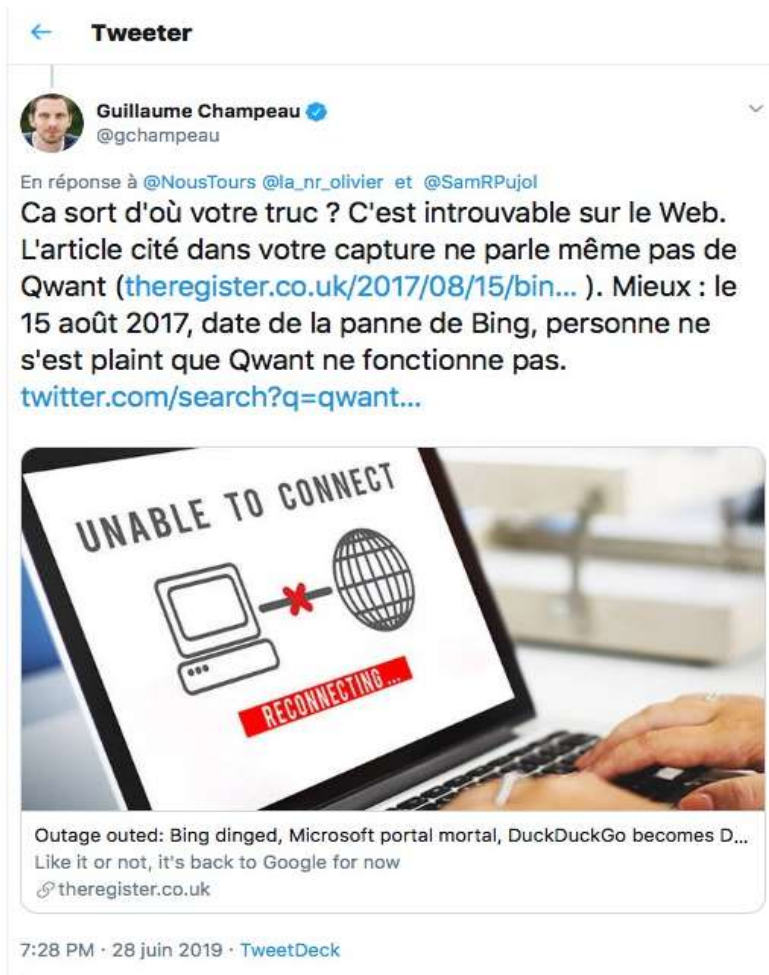 Tweeter
Guillaume Champeau
@gchampeau
En réponse à @NousTours @la_nr_olivier et @SamRPujol
Ca sort d'où votre truc ? C'est introuvable sur le Web.
L'article cité dans votre capture ne parle même pas de
Qwant (theregister.co.uk/2017/08/15/bin... ). Mieux : le
15 août 2017, date de la panne de Bing, personne ne
s'est plaint que Qwant ne fonctionne pas.
twitter.com/search?q=qwant...
UNABLE TO CONNECT
RECONNECTING...
Outage outed: Bing dinged, Microsoft portal mortal, DuckDuckGo becomes D...
Like it or not, it's back to Google for now
theregister.co.uk
7:28 PM · 28 juin 2019 · TweetDeck